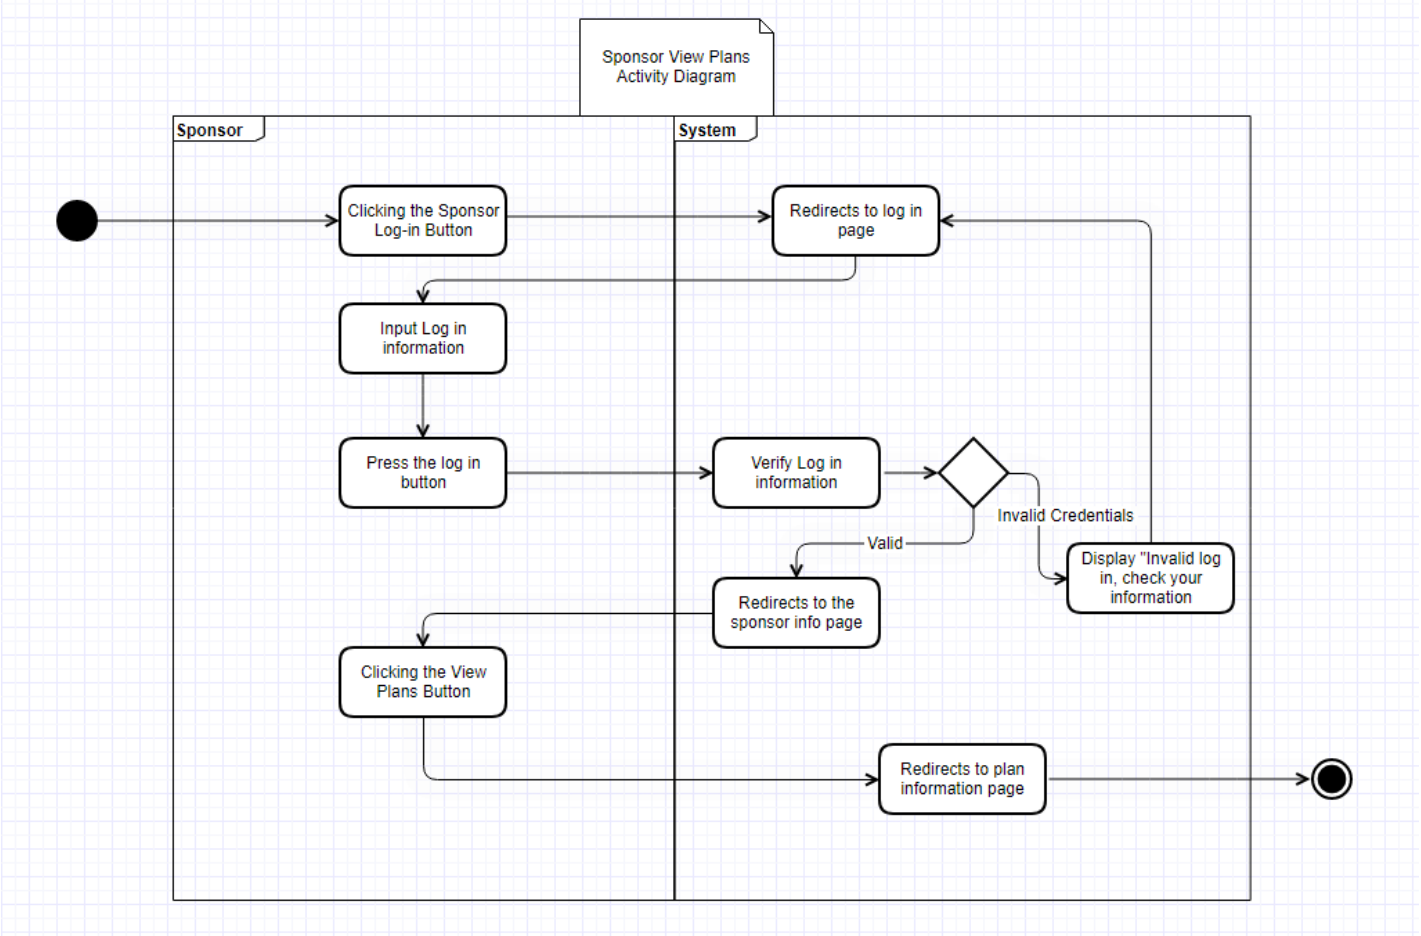 Sponsor View Plans
Activity Diagram
Sponsor
System
Clicking the Sponsor
Log-in Button
Redirects to log in
page
Input Log in
information
Press the log in
button
Verify Log in
information
Invalid Credentials
Valid
Display "Invalid log
in, check your
information
Redirects to the
sponsor info page
Clicking the View
Plans Button
Redirects to plan
information page